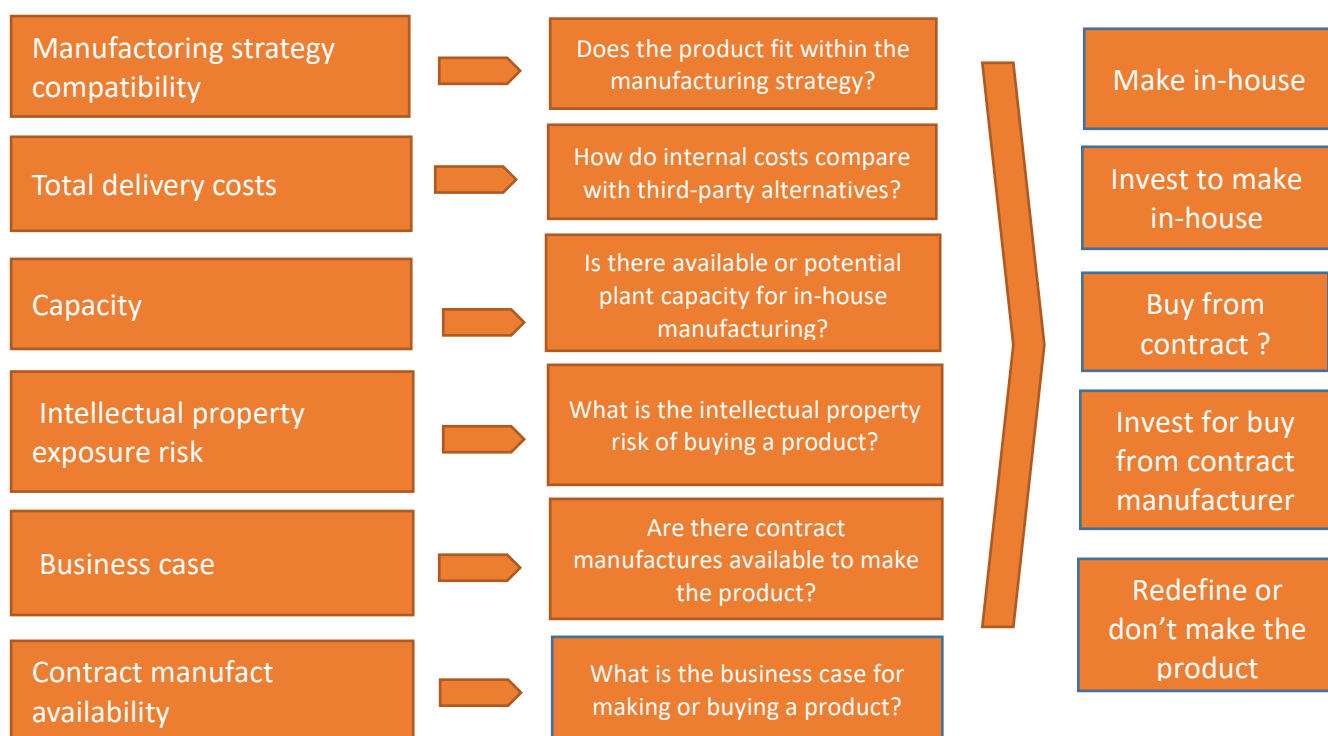 Manufactoring strategy
compatibility
Does the product fit within the
manufacturing strategy?
Total delivery costs
How do internal costs compare
with third-party alternatives?
Capacity
Is there available or potential
plant capacity for in-house
manufacturing?
Intellectual property
exposure risk
What is the intellectual property
risk of buying a product?
Business case
Are there contract
manufactures available to make
the product?
Contract manufact
availability
What is the business case for
making or buying a product?
Make in-house
Invest to make
in-house
Buy from
contract ?
Invest for buy
from contract
manufacturer
Redefine or
don’t make the
product